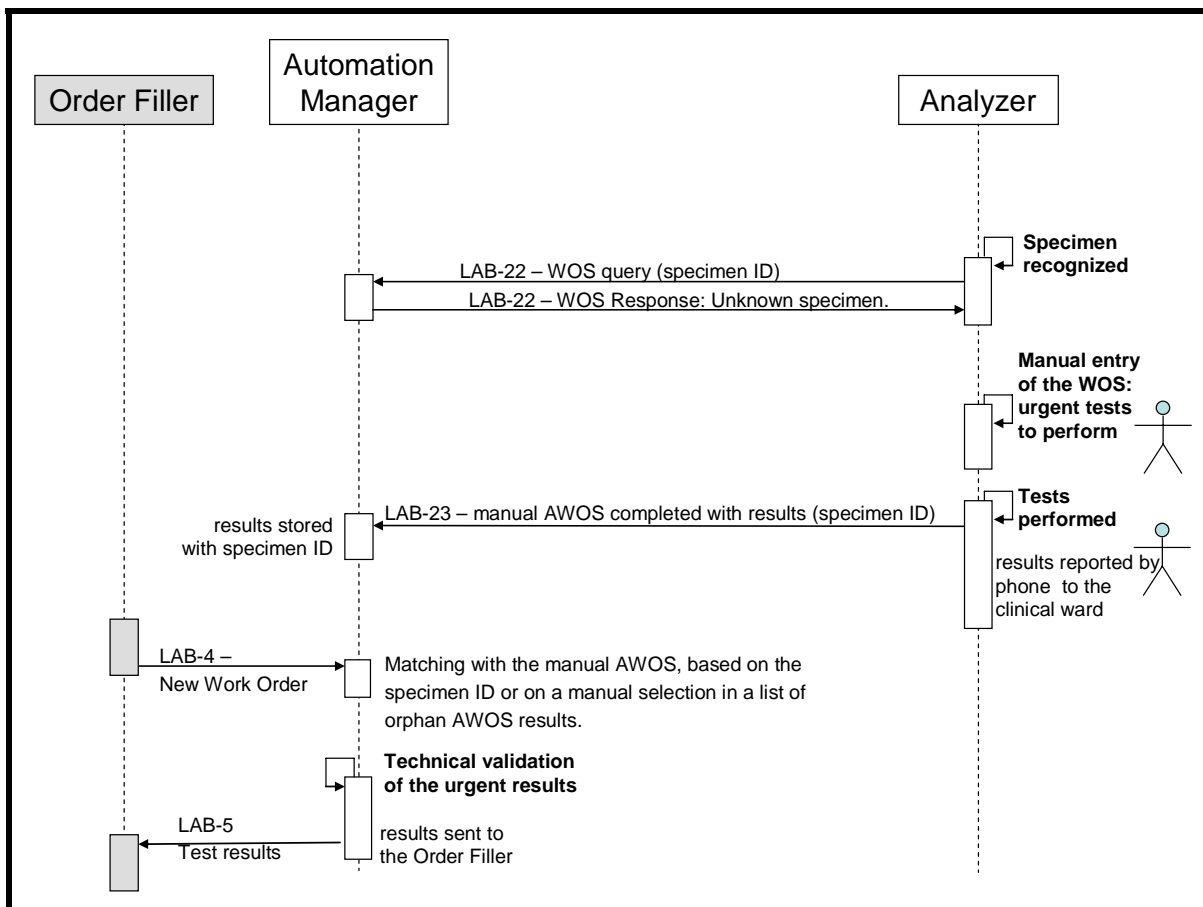 Order Filler
Automation
Manager
Analyzer
Specimen
recognized
LAB-22 – WOS query (specimen ID)
LAB-22 – WOS Response: Unknown specimen.
Manual entry
of the WOS:
urgent tests
to perform
Tests
performed
LAB-23 – manual AWOS completed with results (specimen ID)
results stored
with specimen ID
results reported by
phone to the
clinical ward
LAB-4 –
New Work Order
Matching with the manual AWOS, based on the
specimen ID or on a manual selection in a list of
orphan AWOS results.
Technical validation
of the urgent results
LAB-5
Test results
results sent to
the Order Filler